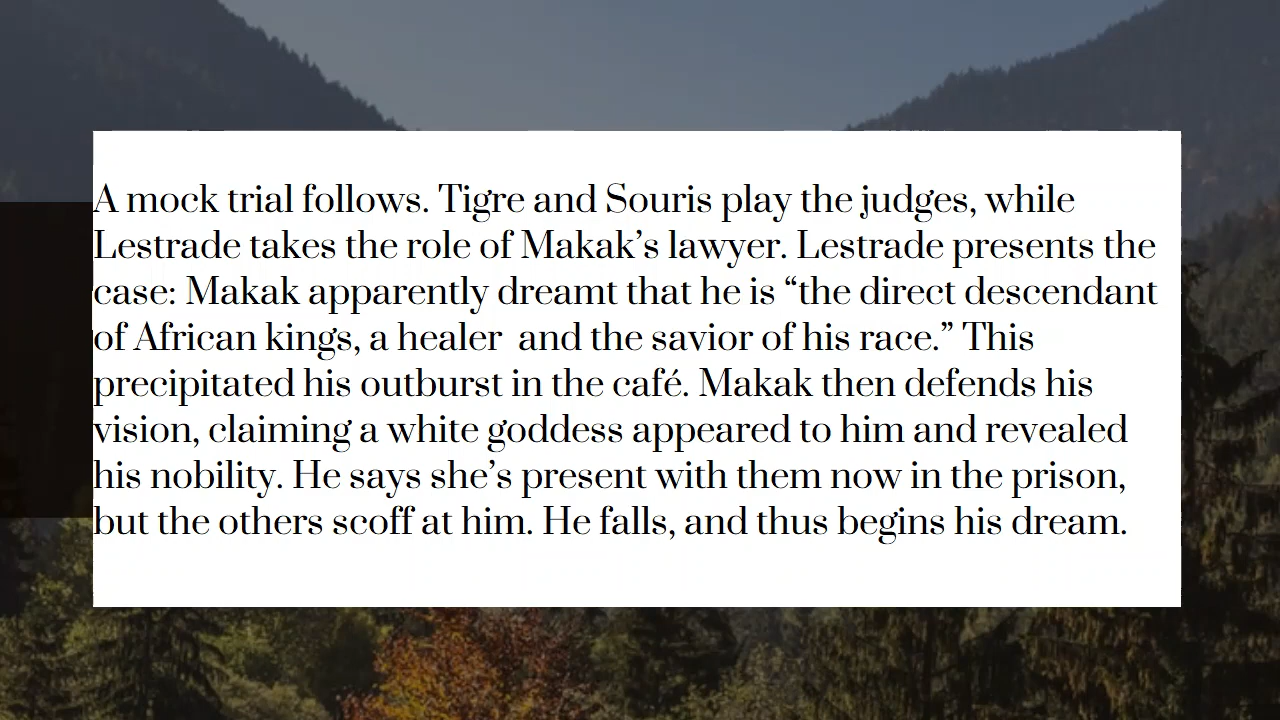 A mock trial follows. Tigre and Souris play the judges, while
Lestrade takes the role of Makak’s lawyer. Lestrade presents the
case: Makak apparently dreamt that he is “the direct descendant
of African kings, a healer  and the savior of his race.” This
precipitated his outburst in the café. Makak then defends his
vision, claiming a white goddess appeared to him and revealed
his nobility. He says she’s present with them now in the prison,
but the others scoff at him. He falls, and thus begins his dream.